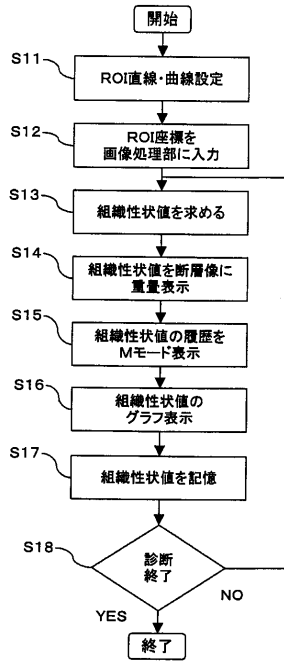 開始
S11
ROI直線・曲線設定
S12
ROI座標を
画像処理部に入力
S13
組織性状値を求める
S14
組織性状値を断層像に
重畳表示
S15
組織性状値の履歴を
Mモード表示
S16
組織性状値の
グラフ表示
S17
組織性状値を記憶
S18
診断
終了
NO
YES
終了